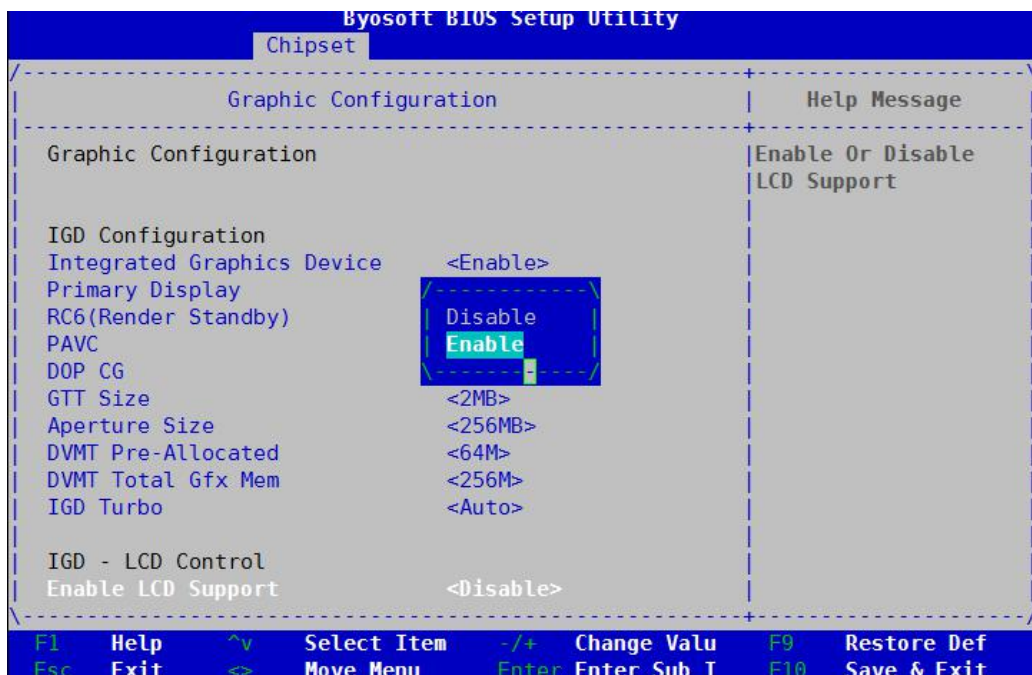 Byosoft BIOS Setup Utility
Chipset
Graphic Configuration
Help Message
Graphic Configuration
Enable Or Disable
LCD Support
IGD Configuration
Integrated Graphics Device <Enable>
Primary Display
RC6(Render Standby)
Disable
PAVC
Enable
DOP CG
GTT Size <2MB>
Aperture Size <256MB>
DVMT Pre-Allocated <64M>
DVMT Total Gfx Mem <256M>
IGD Turbo <Auto>
IGD - LCD Control
Enable LCD Support <Disable>
F1 Help ^v Select Item -/+ Change Valu F9 Restore Def
Esc Exit <> Move Menu Enter Enter Sub I F10 Save & Exit